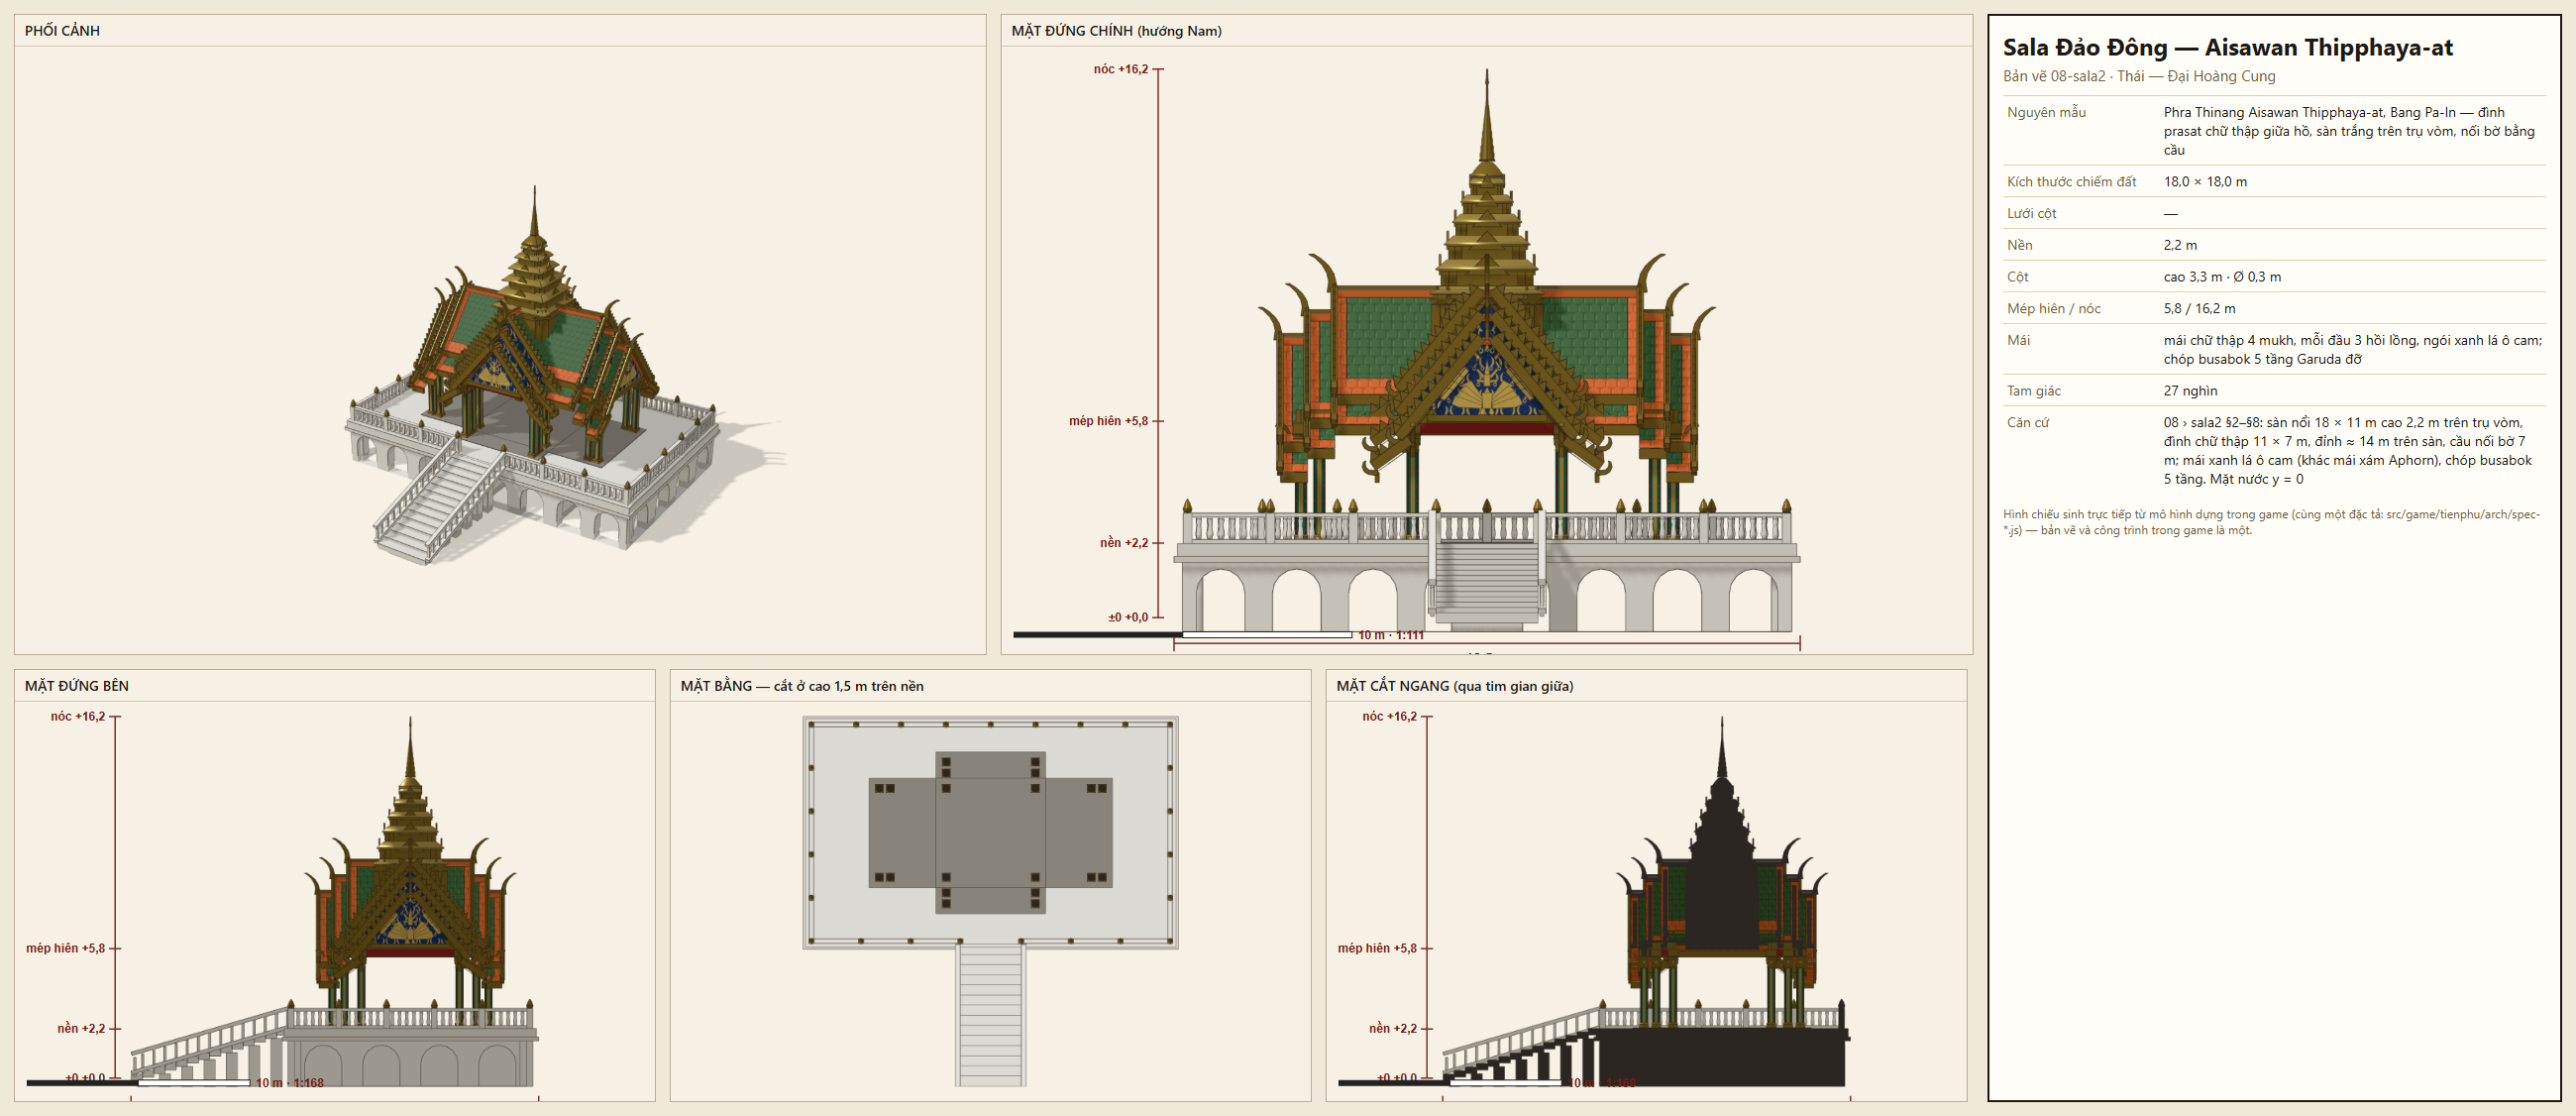 PHỐI CẢNH
MẶT ĐỨNG CHÍNH (hướng Nam)
nóc +16,2
mép hiên +5,8
nền +2,2
±0 +0,0
10 m · 1:111
MẶT ĐỨNG BÊN
nóc +16,2
mép hiên +5,8
nền +2,2
±0 +0,0
10 m · 1:168
MẶT BẰNG — cắt ở cao 1,5 m trên nền
MẶT CẮT NGANG (qua tim gian giữa)
nóc +16,2
mép hiên +5,8
nền +2,2
±0 +0,0
10 m · 1:168
Sala Đảo Đông — Aisawan Thipphaya-at
Bản vẽ 08-sala2 · Thái — Đại Hoàng Cung
Nguyên mẫu
Phra Thinang Aisawan Thipphaya-at, Bang Pa-In — đình
prasat chữ thập giữa hồ, sàn trắng trên trụ vòm, nối bờ bằng
cầu
Kích thước chiếm đất
18,0 × 18,0 m
Lưới cột
—
Nền
2,2 m
Cột
cao 3,3 m · Ø 0,3 m
Mép hiên / nóc
5,8 / 16,2 m
Mái
mái chữ thập 4 mukh, mỗi đầu 3 hồi lồng, ngói xanh lá ô cam;
chóp busabok 5 tầng Garuda đỡ
Tam giác
27 nghìn
Căn cứ
08 › sala2 §2–§8: sàn nổi 18 × 11 m cao 2,2 m trên trụ vòm,
đình chữ thập 11 × 7 m, đỉnh ≈ 14 m trên sàn, cầu nối bờ 7
m; mái xanh lá ô cam (khác mái xám Aphorn), chóp busabok
5 tầng. Mặt nước y = 0
Hình chiếu sinh trực tiếp từ mô hình dựng trong game (cùng một đặc tả: src/game/tienphu/arch/spec-
*.js) — bản vẽ và công trình trong game là một.